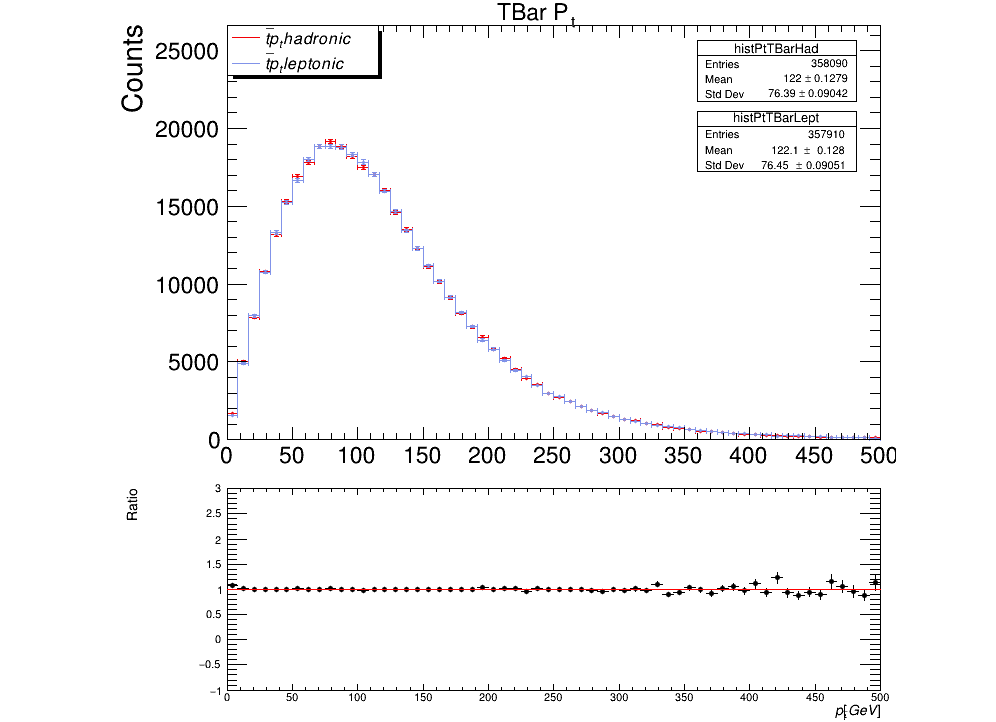 TBar P_t
Counts
t̄p_t hadronic
t̄p_t leptonic
histPtTBarHad
Entries 358090
Mean 122 ± 0.1279
Std Dev 76.39 ± 0.09042
histPtTBarLept
Entries 357910
Mean 122.1 ± 0.128
Std Dev 76.45 ± 0.09051
25000
20000
15000
10000
5000
0
0 50 100 150 200 250 300 350 400 450 500
Ratio
3
2.5
2
1.5
1
0.5
0
−0.5
−1
0 50 100 150 200 250 300 350 400 450 500
p_t[GeV]